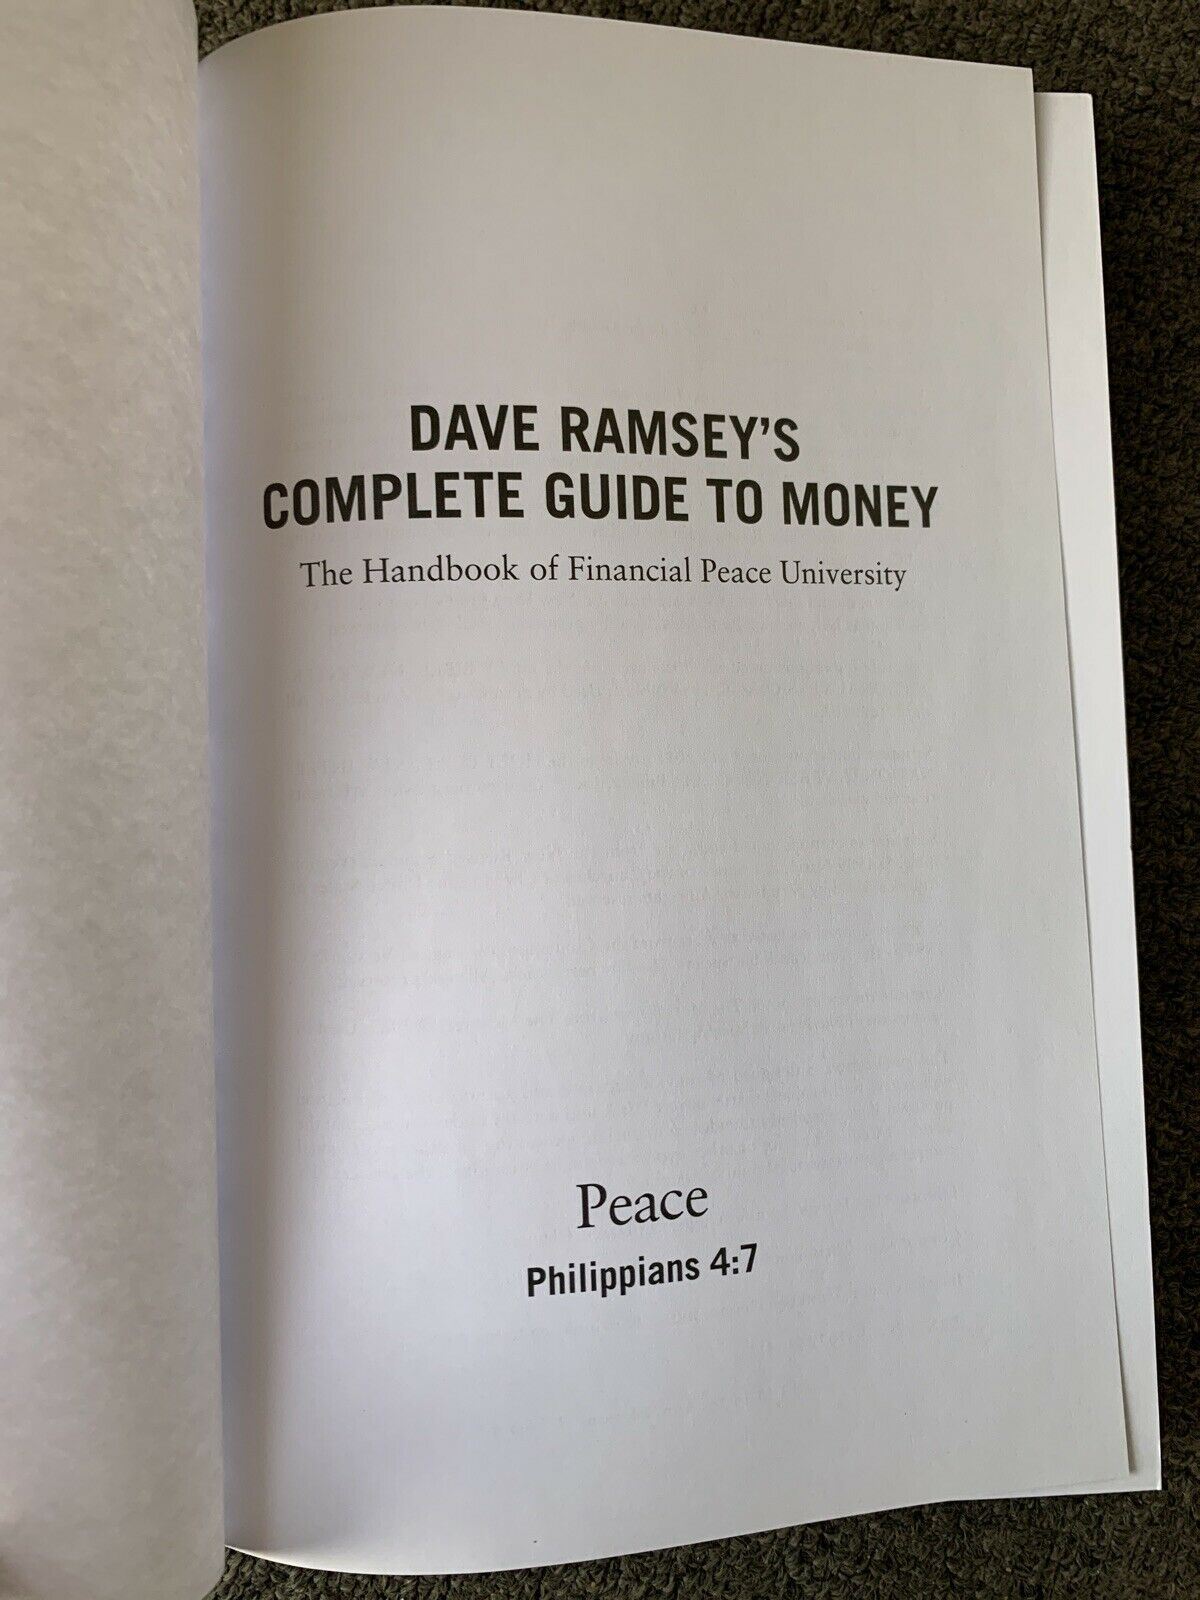 DAVE RAMSEY'S
COMPLETE GUIDE TO MONEY
The Handbook of Financial Peace University
Peace
Philippians 4:7